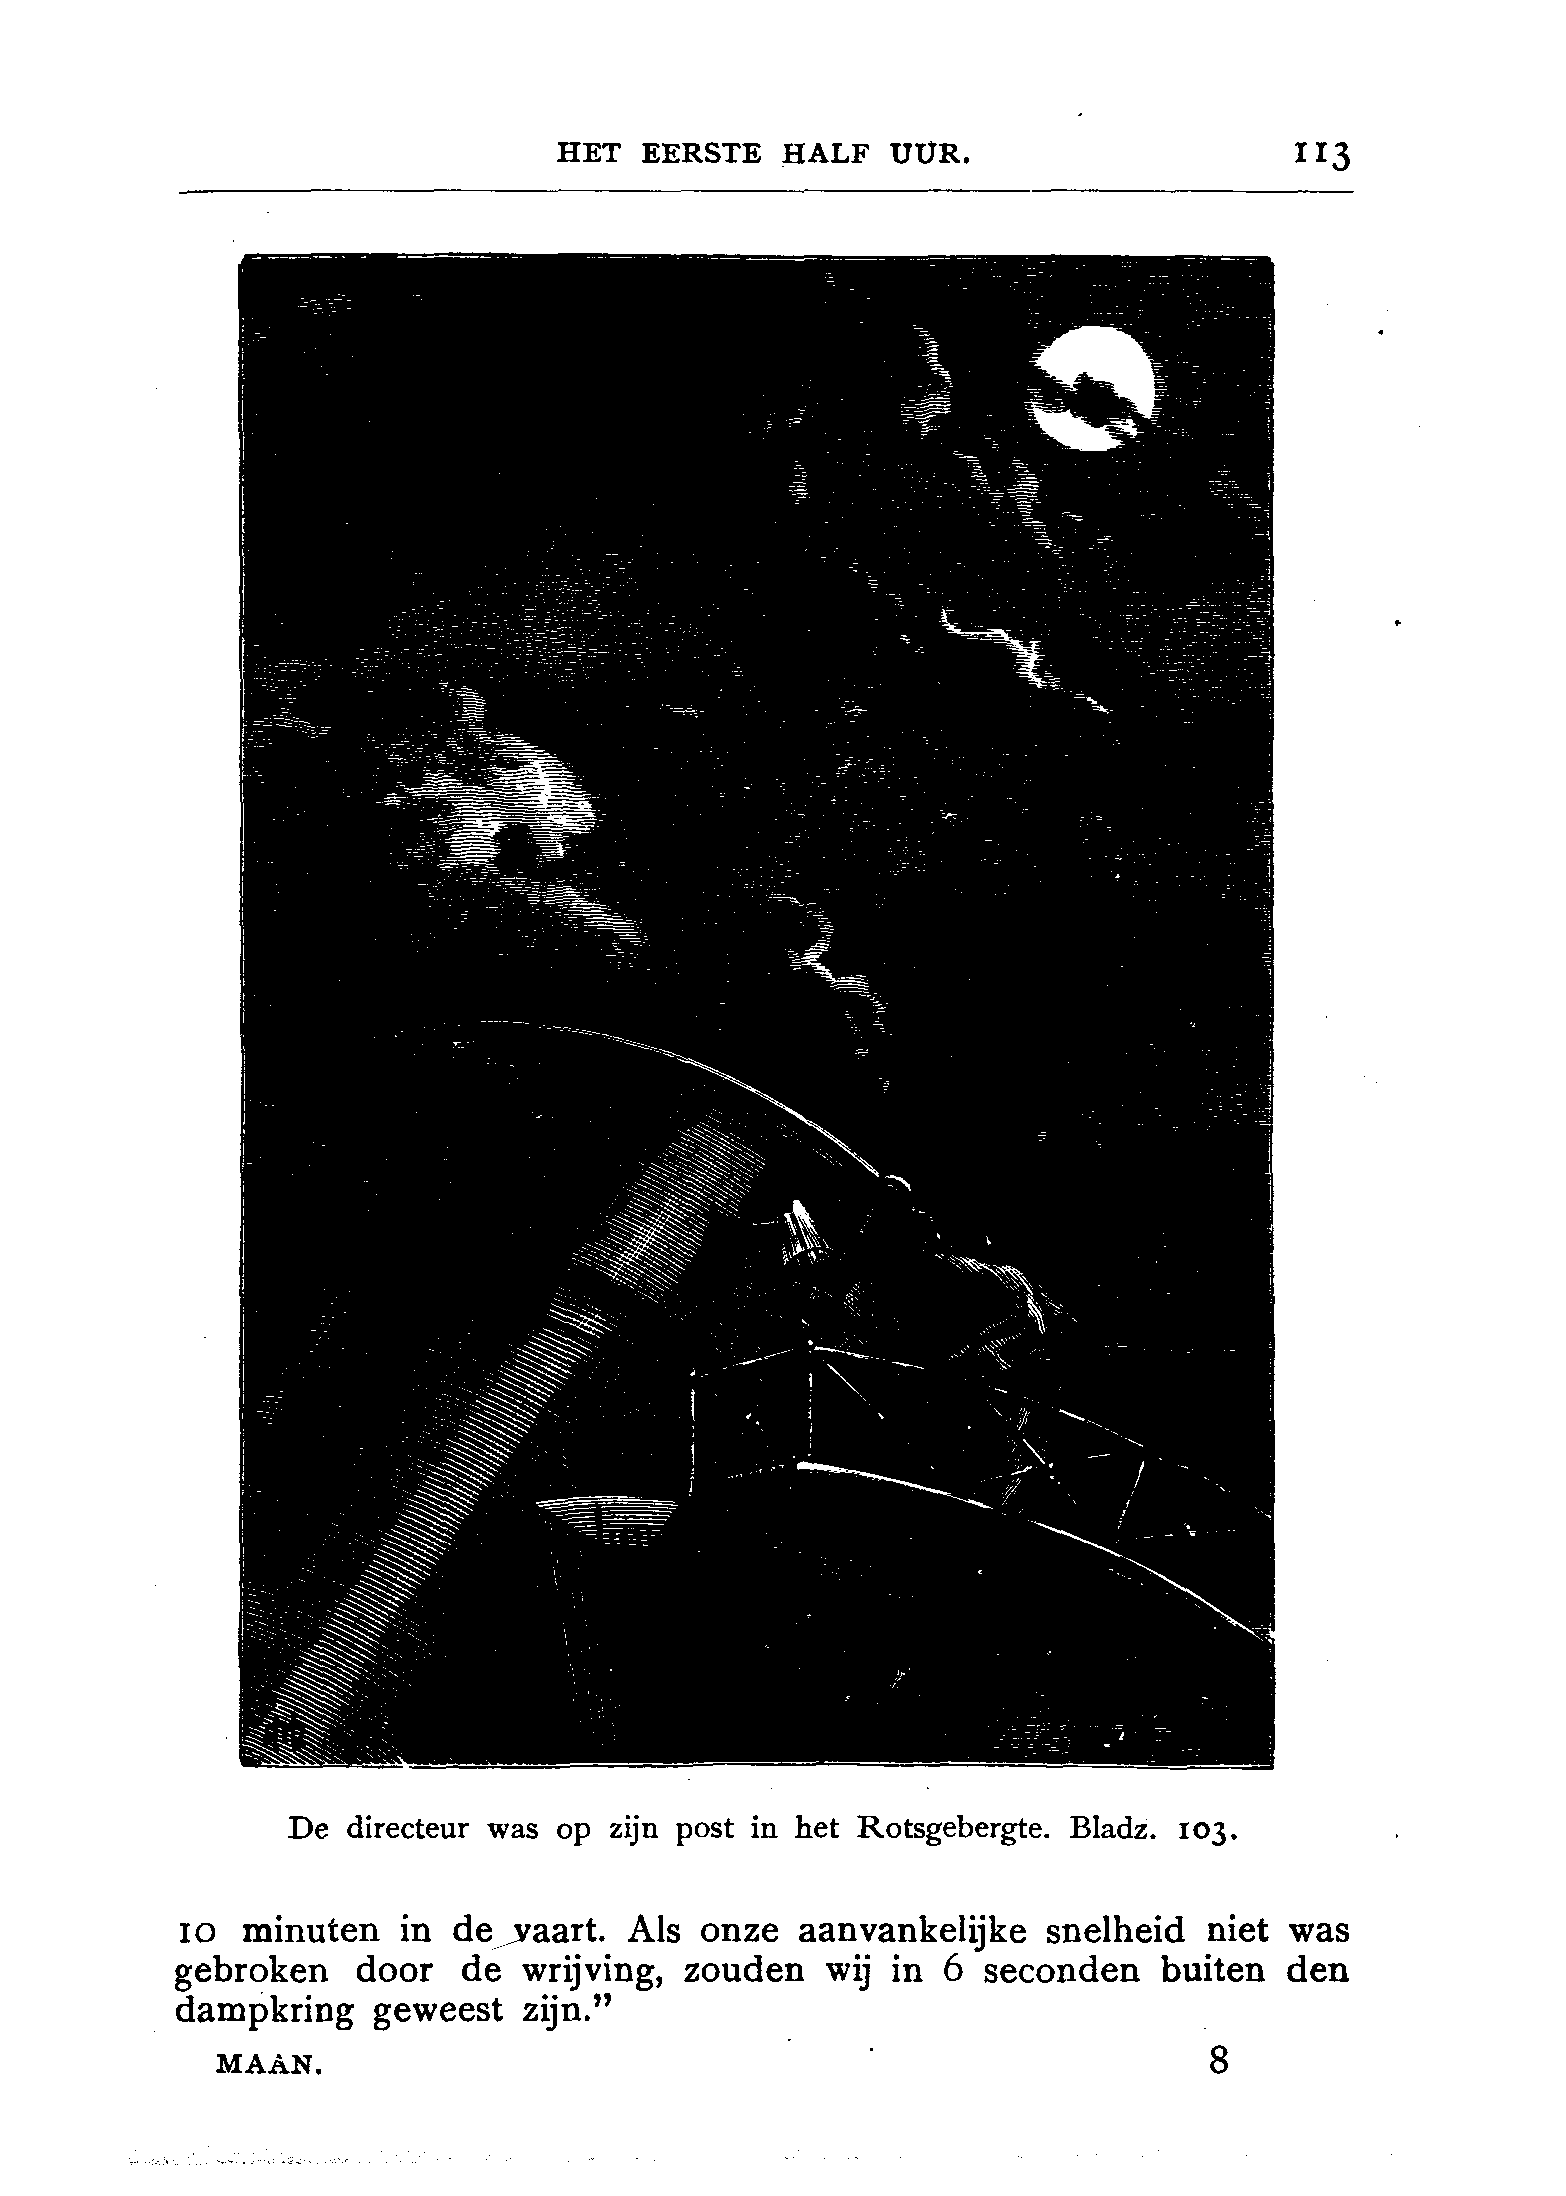 HET EERSTE HALF UUR. 113
De directeur was op zijn post in het Rotsgebergte. Bladz. 103.
10 minuten in de vaart. Als onze aanvankelijke snelheid niet was
gebroken door de wrijving, zouden wij in 6 seconden buiten den
dampkring geweest zijn.”
MAAN. 8